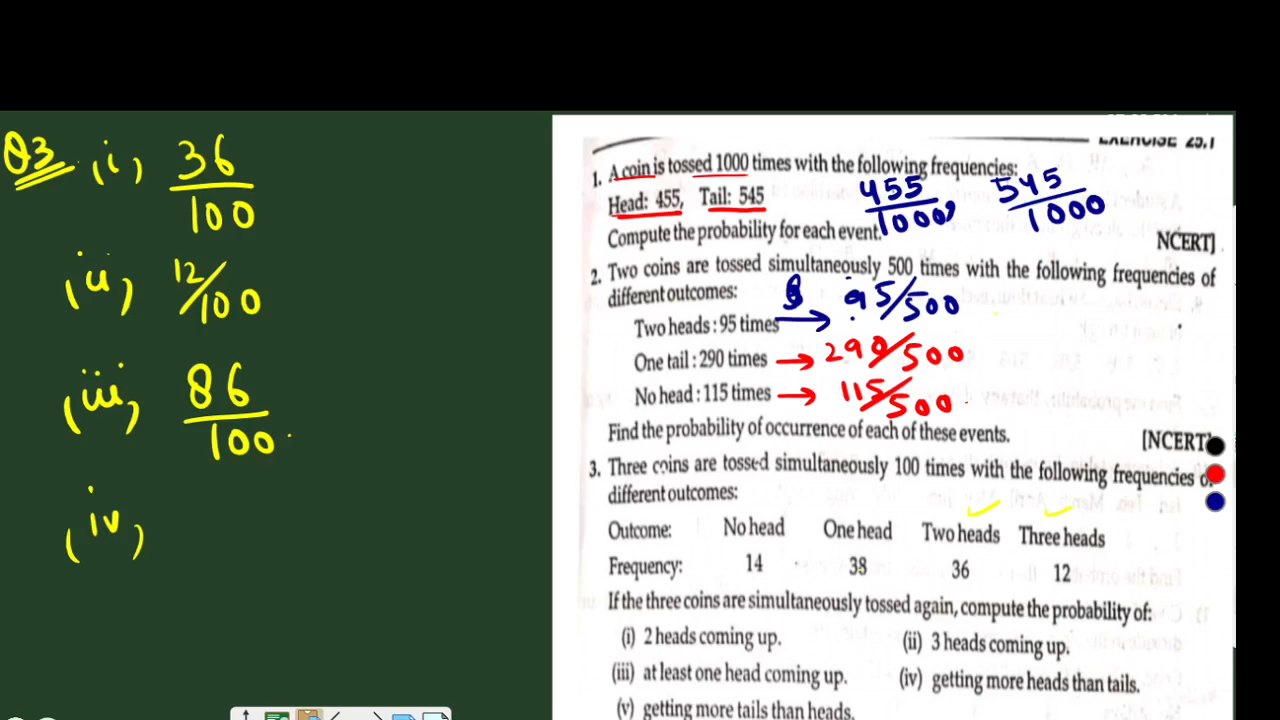 Q3 (i) 36/100
(ii) 12/100
(iii) 86/100
(iv)
EXERCISE 25.1
1. A coin is tossed 1000 times with the following frequencies:
Head: 455, Tail: 545
455/1000, 545/1000
Compute the probability for each event.
NCERT]
2. Two coins are tossed simultaneously 500 times with the following frequencies of
different outcomes:
Two heads : 95 times → 95/500
One tail : 290 times → 290/500
No head : 115 times → 115/500
Find the probability of occurrence of each of these events. [NCERT]
3. Three coins are tossed simultaneously 100 times with the following frequencies of
different outcomes:
Outcome: No head One head Two heads Three heads
Frequency: 14 38 36 12
If the three coins are simultaneously tossed again, compute the probability of:
(i) 2 heads coming up. (ii) 3 heads coming up.
(iii) at least one head coming up. (iv) getting more heads than tails.
(v) getting more tails than heads.